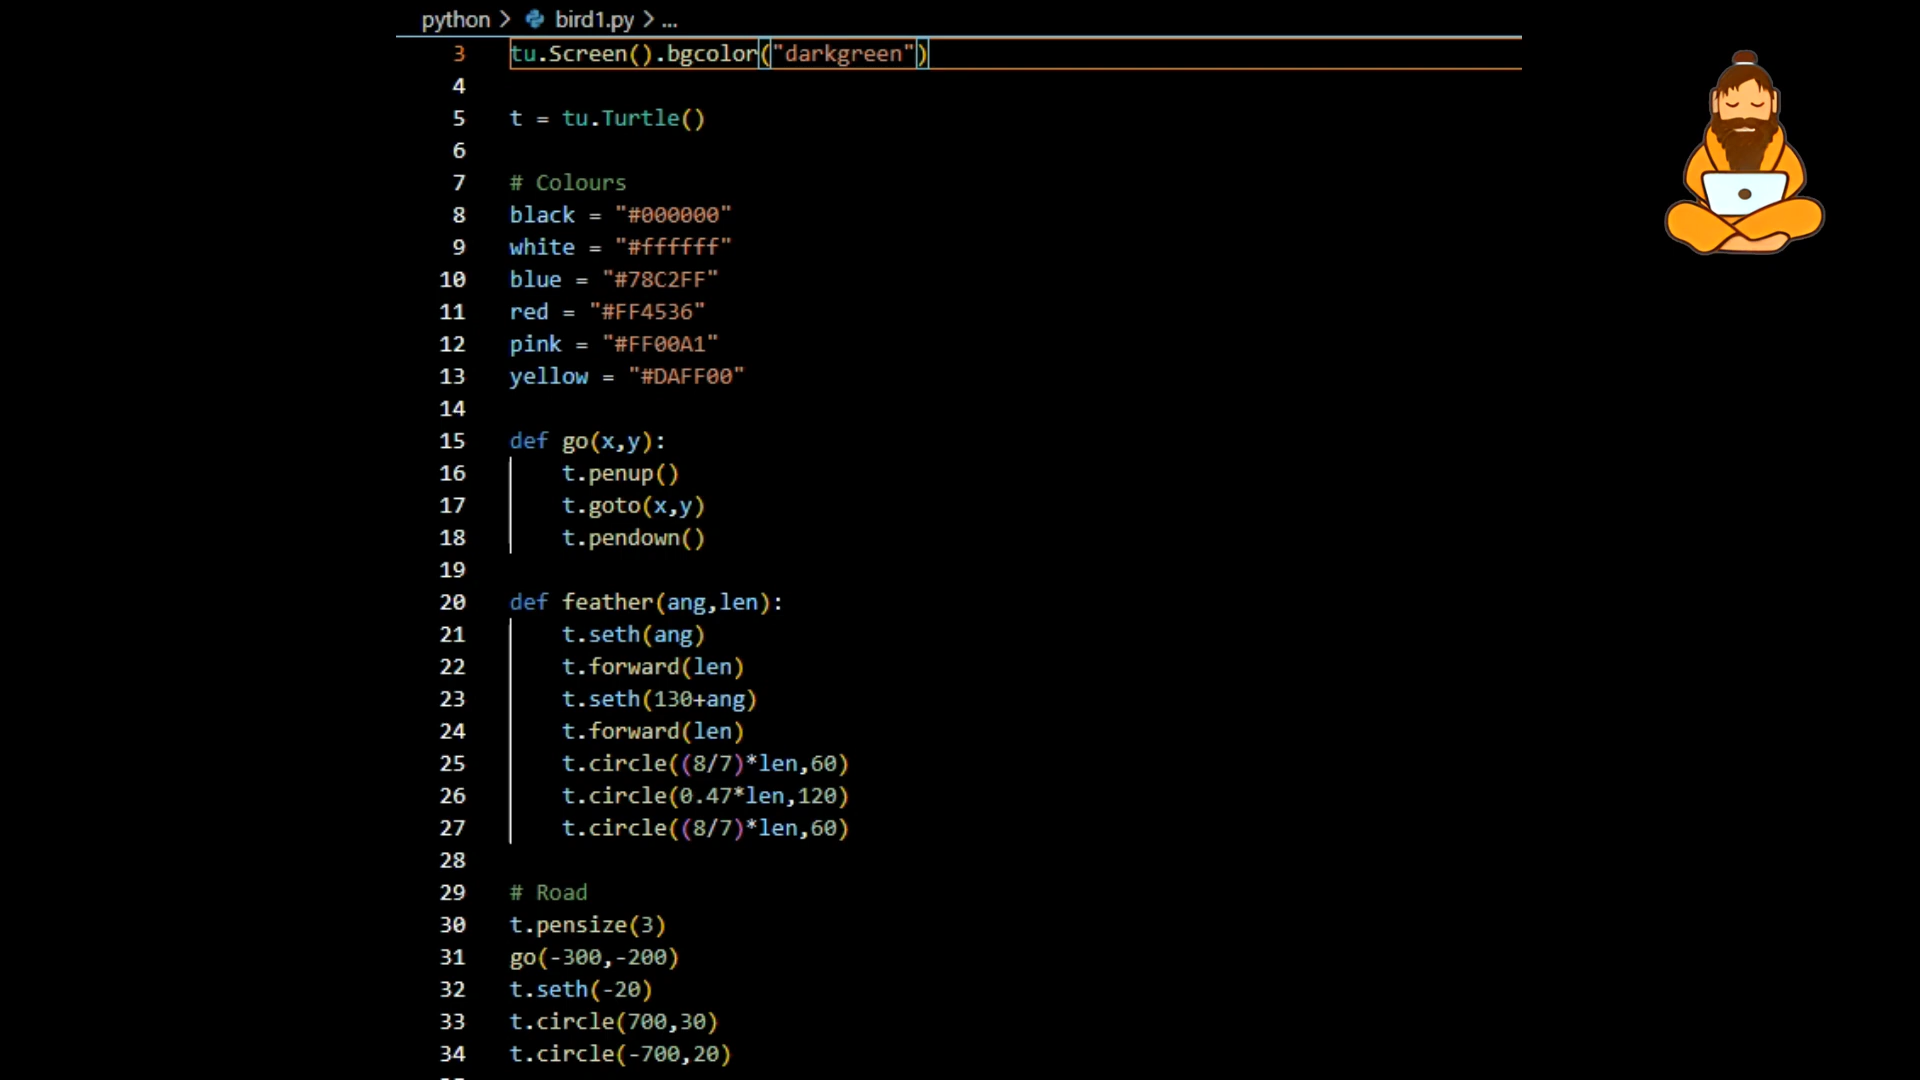 python > bird1.py > ...
3 tu.Screen().bgcolor("darkgreen")
4
5 t = tu.Turtle()
6
7 # Colours
8 black = "#000000"
9 white = "#ffffff"
10 blue = "#78C2FF"
11 red = "#FF4536"
12 pink = "#FF00A1"
13 yellow = "#DAFF00"
14
15 def go(x,y):
16     t.penup()
17     t.goto(x,y)
18     t.pendown()
19
20 def feather(ang,len):
21     t.seth(ang)
22     t.forward(len)
23     t.seth(130+ang)
24     t.forward(len)
25     t.circle((8/7)*len,60)
26     t.circle(0.47*len,120)
27     t.circle((8/7)*len,60)
28
29 # Road
30 t.pensize(3)
31 go(-300,-200)
32 t.seth(-20)
33 t.circle(700,30)
34 t.circle(-700,20)